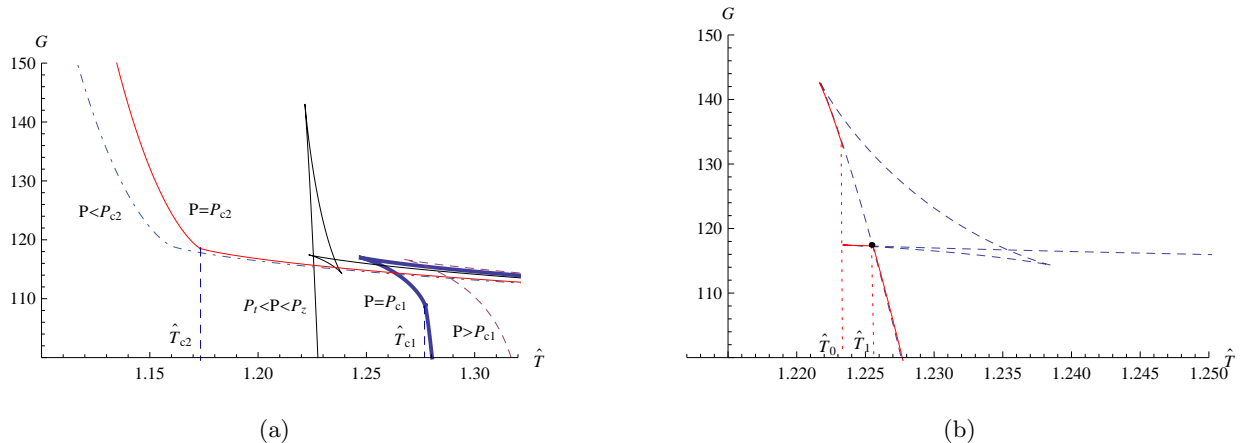 G
150
140
130
120
110
P<P_c2
P=P_c2
P_t<P<P_z
P=P_c1
P>P_c1
T̂_c2
T̂_c1
T̂
1.15
1.20
1.25
1.30
(a)
G
150
140
130
120
110
T̂_0
T̂_1
T̂
1.220
1.225
1.230
1.235
1.240
1.245
1.250
(b)